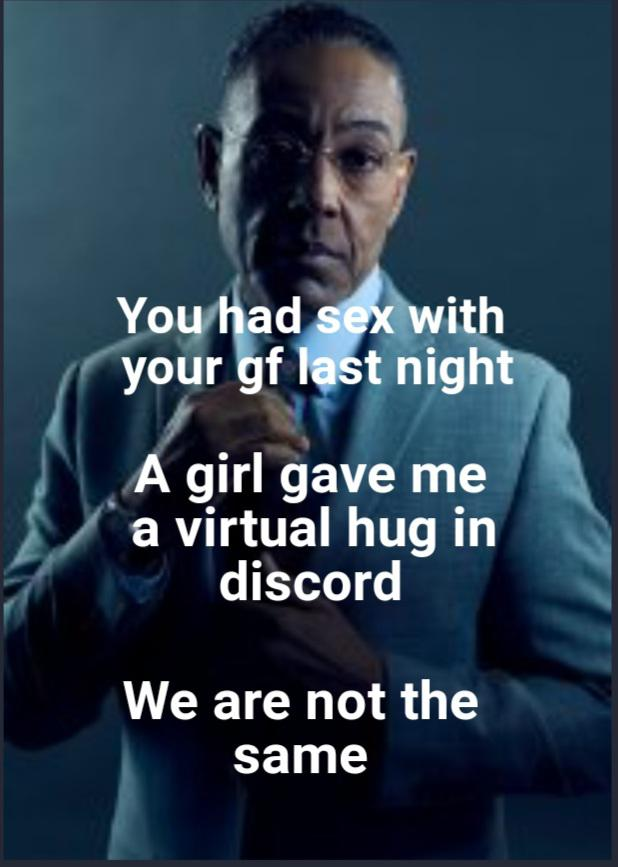 You had sex with
your gf last night
A girl gave me
a virtual hug in
discord
We are not the
same